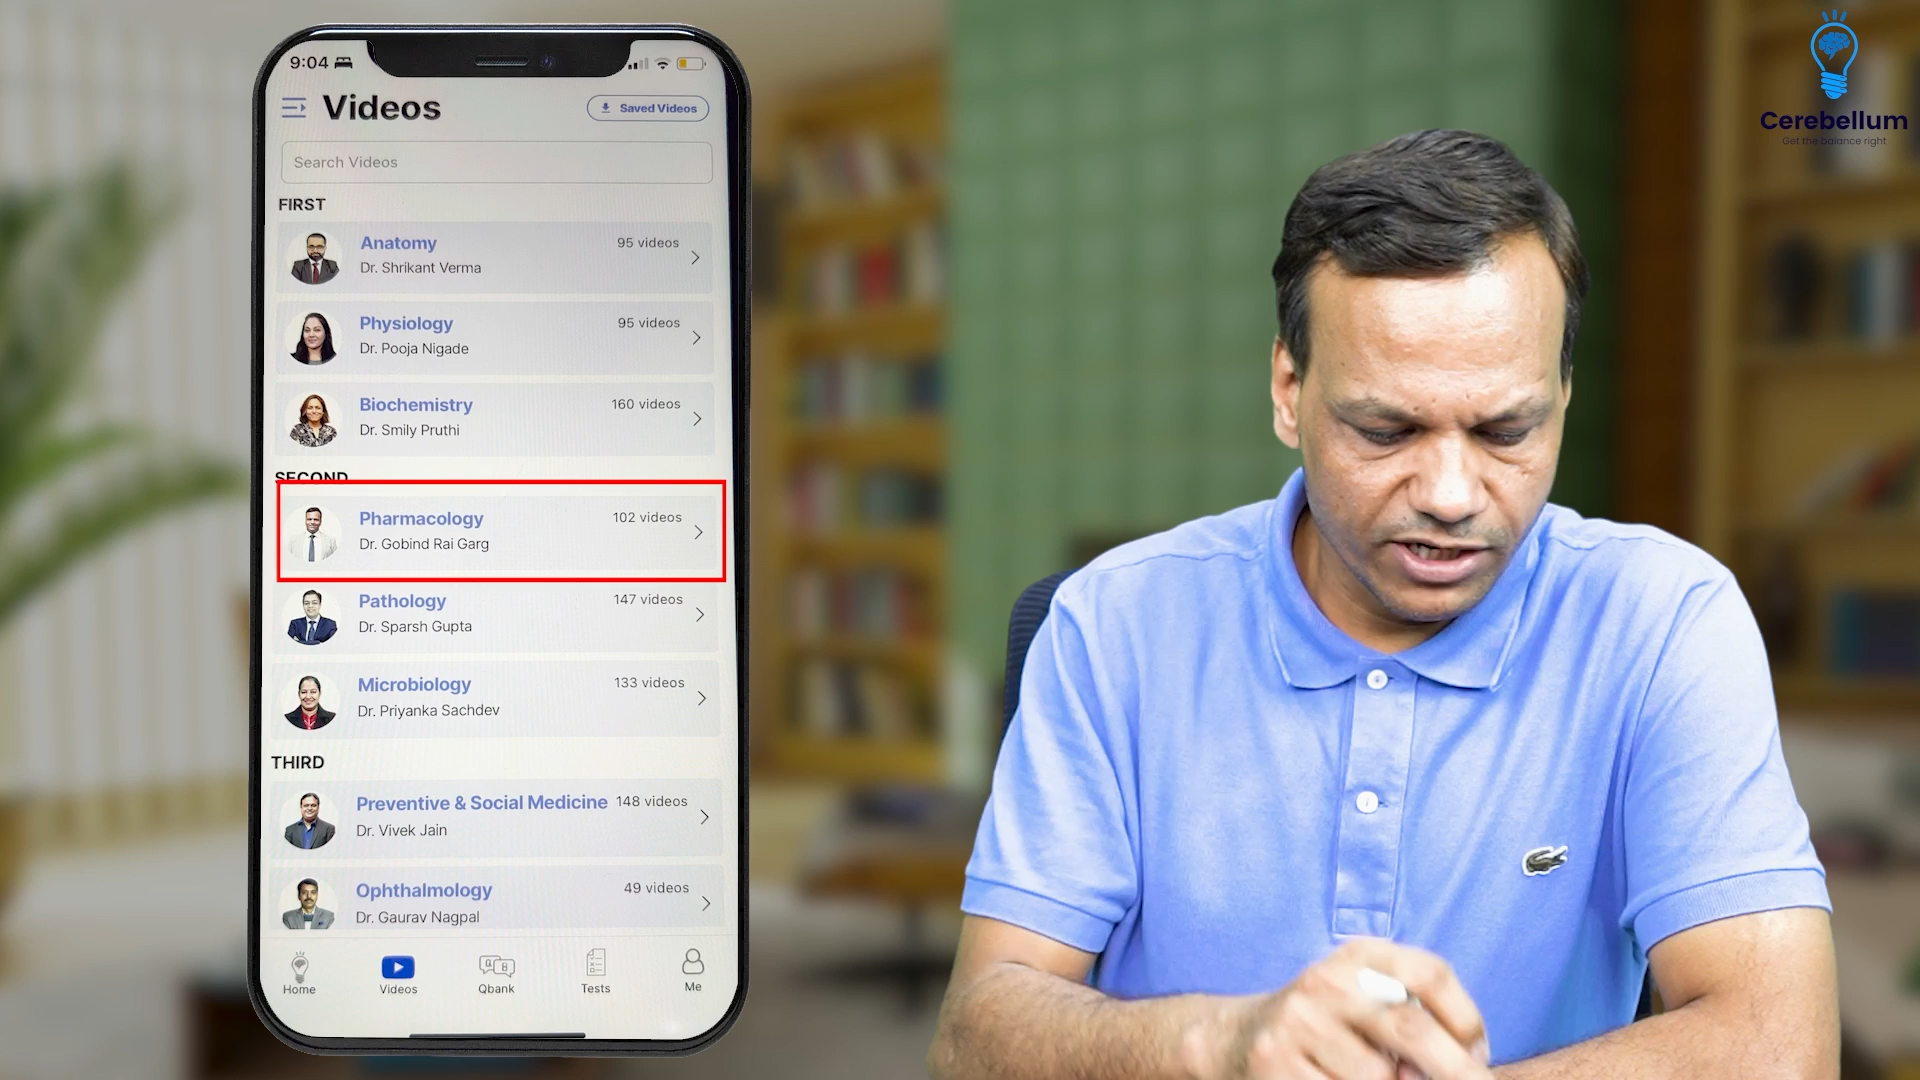 9:04
Videos
Saved Videos
Search Videos
FIRST
Anatomy 95 videos
Dr. Shrikant Verma
Physiology 95 videos
Dr. Pooja Nigade
Biochemistry 160 videos
Dr. Smily Pruthi
SECOND
Pharmacology 102 videos
Dr. Gobind Rai Garg
Pathology 147 videos
Dr. Sparsh Gupta
Microbiology 133 videos
Dr. Priyanka Sachdev
THIRD
Preventive & Social Medicine 148 videos
Dr. Vivek Jain
Ophthalmology 49 videos
Dr. Gaurav Nagpal
Home
Videos
Q B
Qbank
Tests
Me
Cerebellum
Get the balance right